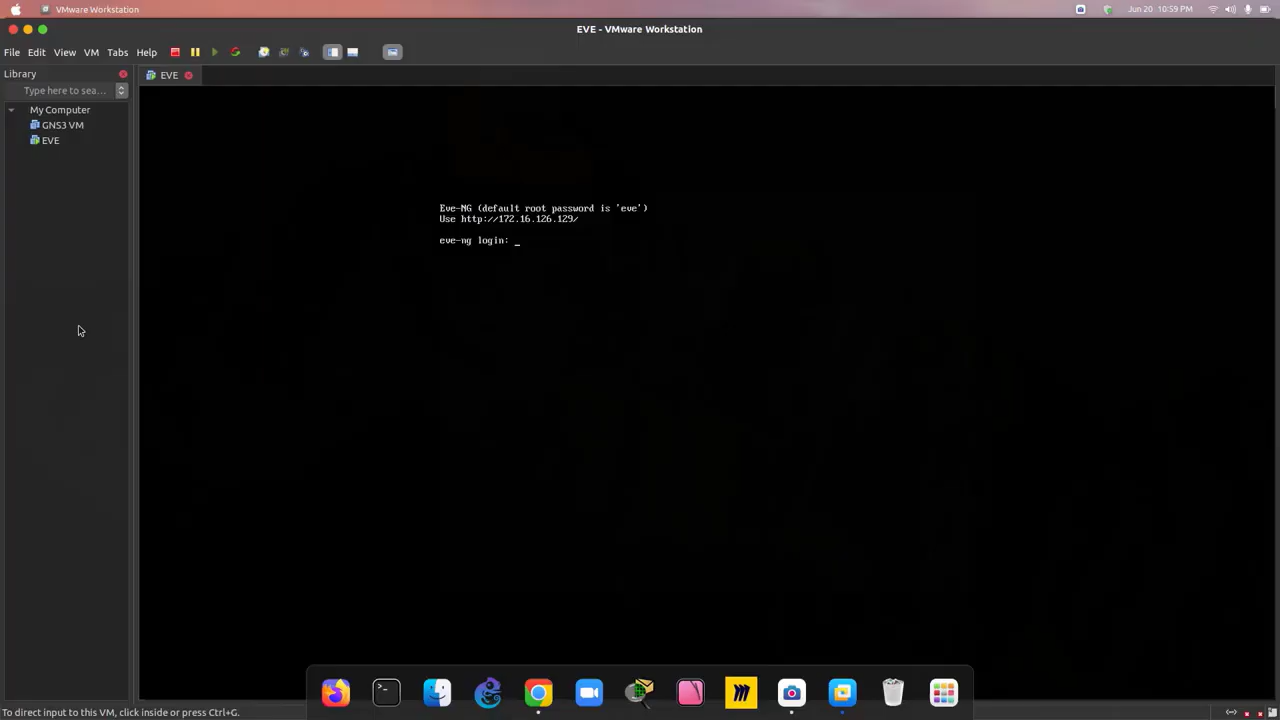 VMware Workstation
Jun 20 10:59 PM
EVE - VMware Workstation
File Edit View VM Tabs Help
Library
EVE
Type here to sea...
My Computer
GNS3 VM
EVE
Eve-NG (default root password is 'eve')
Use http://172.16.126.129/
eve-ng login: _
To direct input to this VM, click inside or press Ctrl+G.